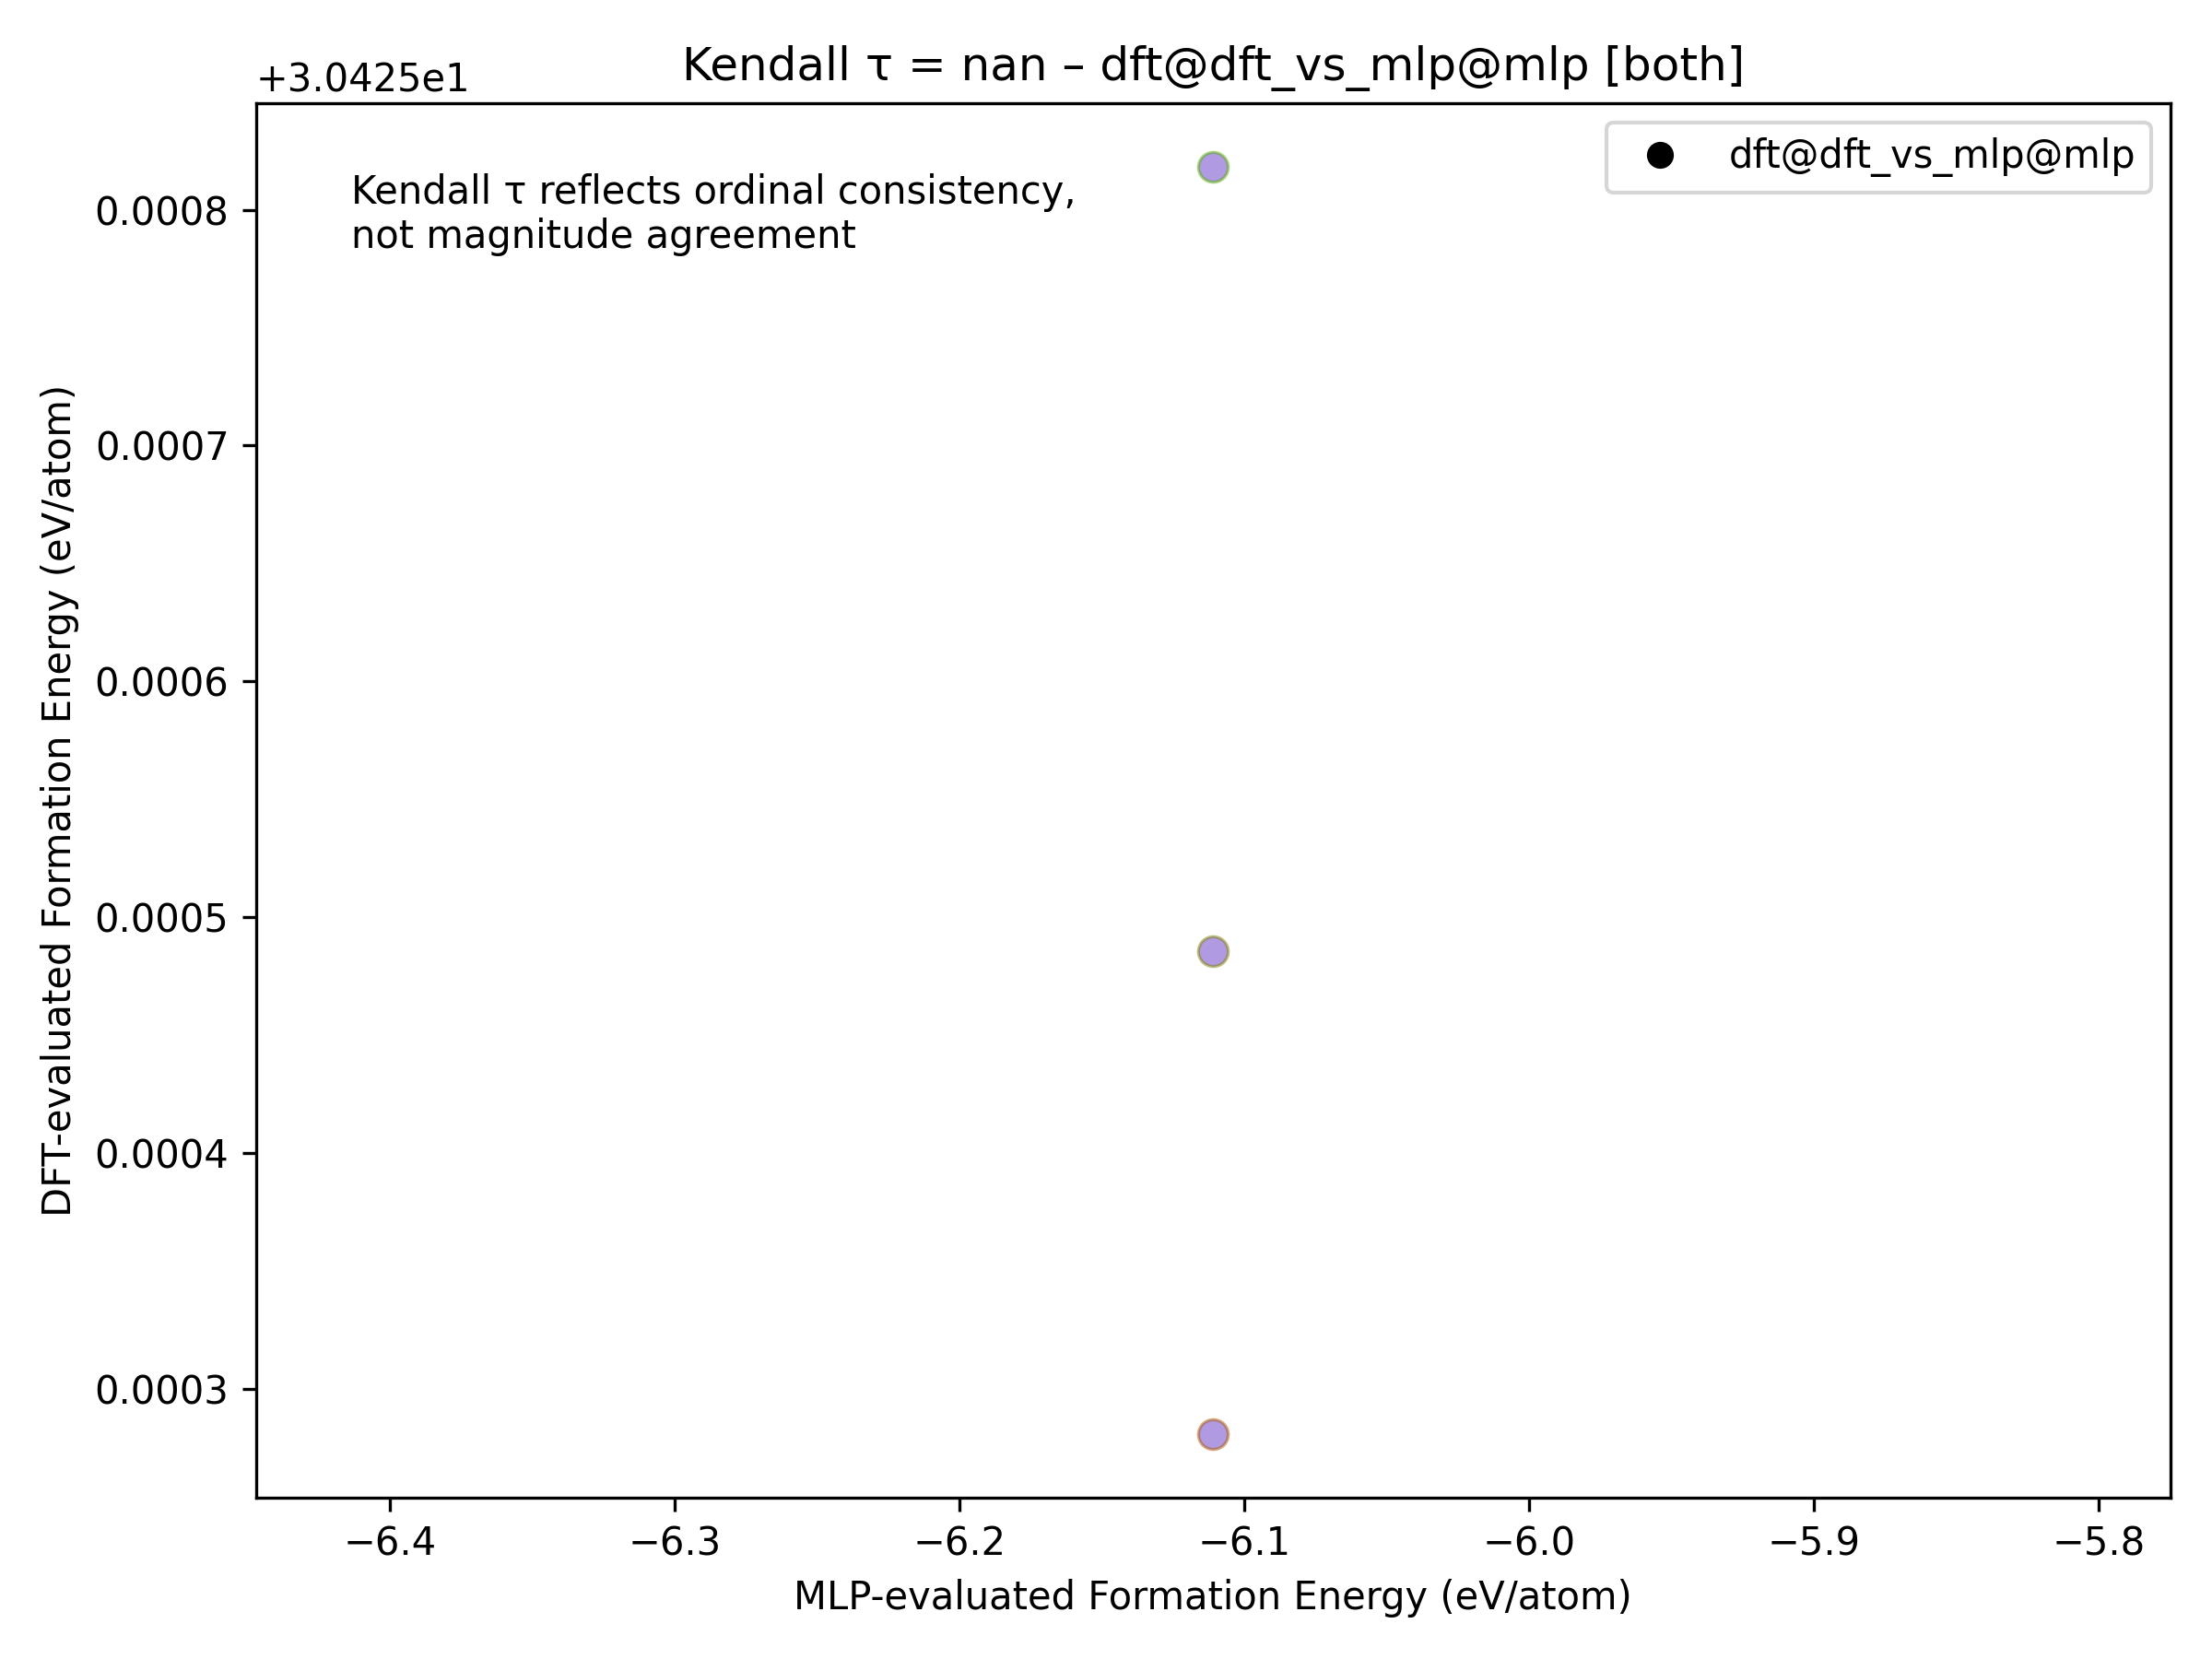 Kendall τ = nan – dft@dft_vs_mlp@mlp [both]
+3.0425e1
Kendall τ reflects ordinal consistency,
not magnitude agreement
dft@dft_vs_mlp@mlp
DFT-evaluated Formation Energy (eV/atom)
0.0008
0.0007
0.0006
0.0005
0.0004
0.0003
−6.4 −6.3 −6.2 −6.1 −6.0 −5.9 −5.8
MLP-evaluated Formation Energy (eV/atom)